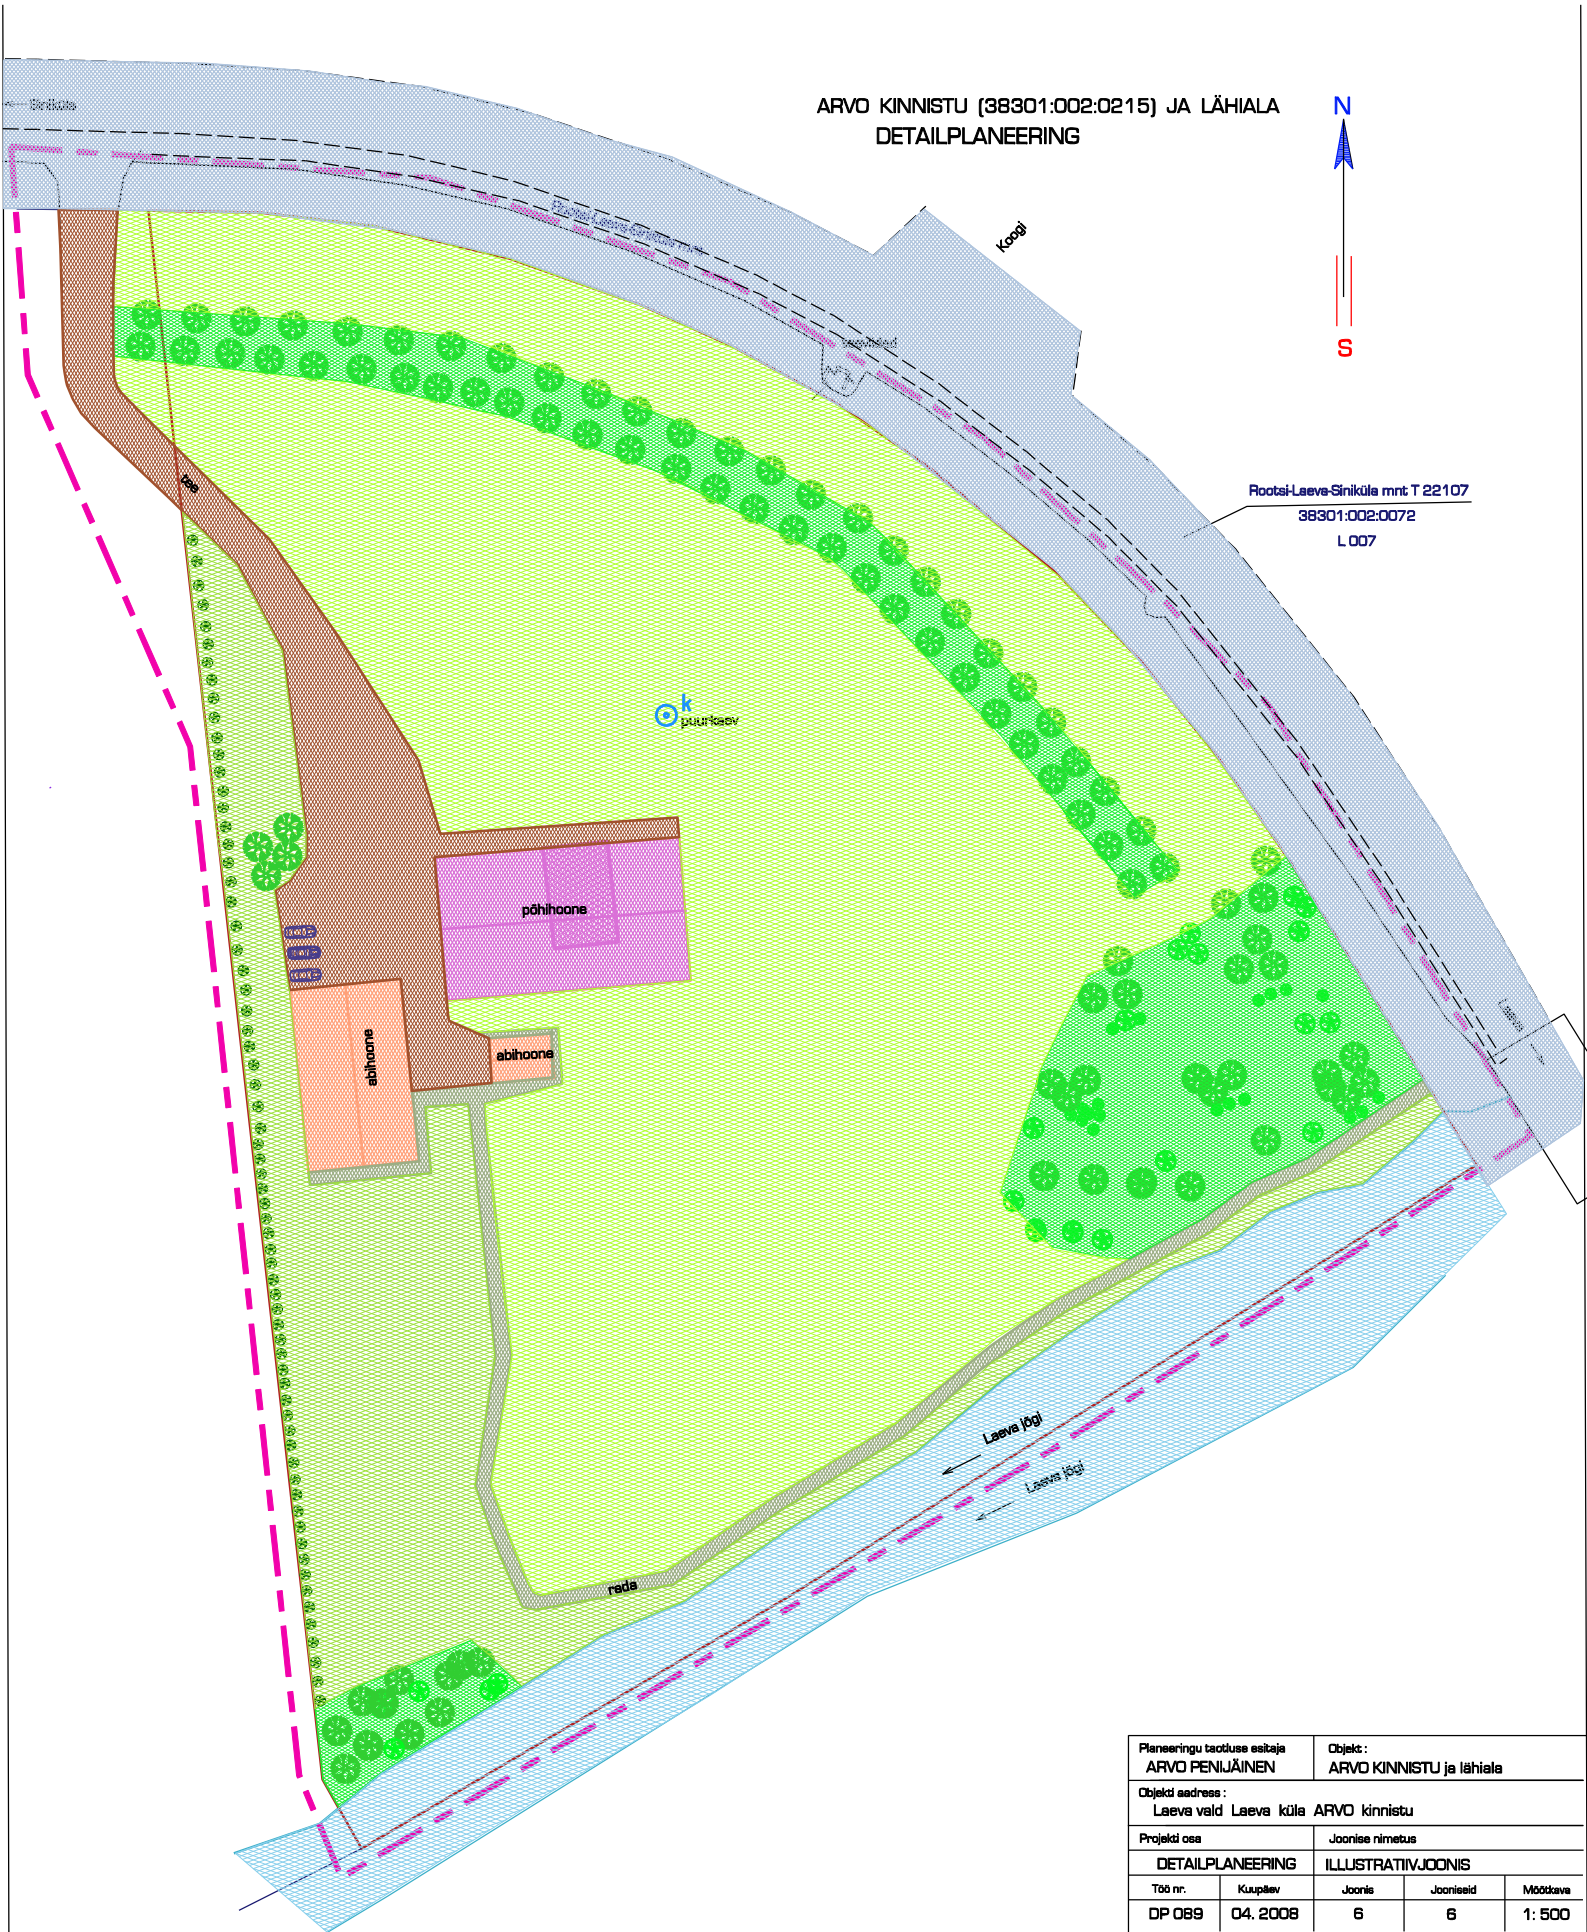 ARVO KINNISTU (38301:002:0215) JA LÄHIALA
DETAILPLANEERING
N
S
Siniküla
Koogi
Rootsi-Laeva-Siniküla mnt T 22107
38301:002:0072
L 007
tee
k
puurkaev
põhihoone
abihoone
abihoone
Laeva
Laeva jõgi
Laeva jõgi
rada
Planeeringu taotluse esitaja
ARVO PENIJÄINEN
Objekt :
ARVO KINNISTU ja lähiala
Objekti aadress :
Laeva vald Laeva küla ARVO kinnistu
Projekti osa
DETAILPLANEERING
Joonise nimetus
ILLUSTRATIIVJOONIS
Töö nr. Kuupäev Joonis Jooniseid Mõõtkava
DP 089 04. 2008 6 6 1: 500